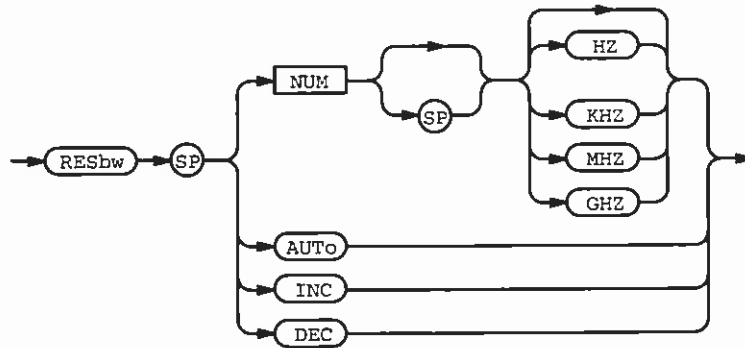 HZ
NUM
SP
KHZ
RESbw
SP
MHZ
GHZ
AUTo
INC
DEC